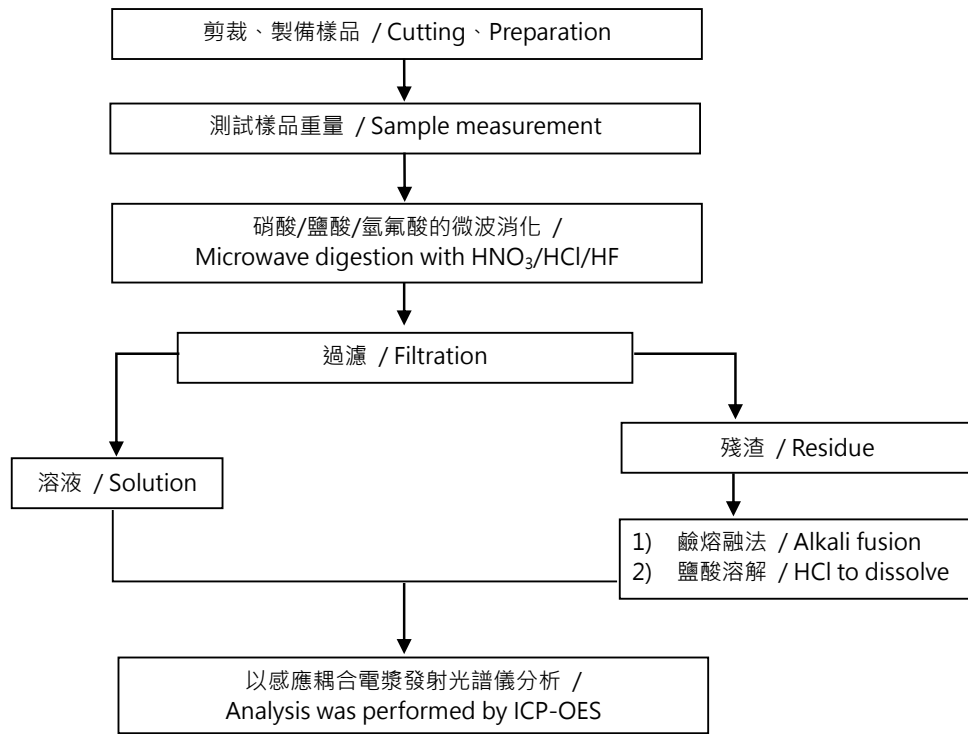 剪裁、製備樣品 / Cutting、Preparation
測試樣品重量 / Sample measurement
硝酸/鹽酸/氫氟酸的微波消化 /
Microwave digestion with HNO₃/HCl/HF
過濾 / Filtration
溶液 / Solution
殘渣 / Residue
1) 鹼熔融法 / Alkali fusion
2) 鹽酸溶解 / HCl to dissolve
以感應耦合電漿發射光譜儀分析 /
Analysis was performed by ICP-OES